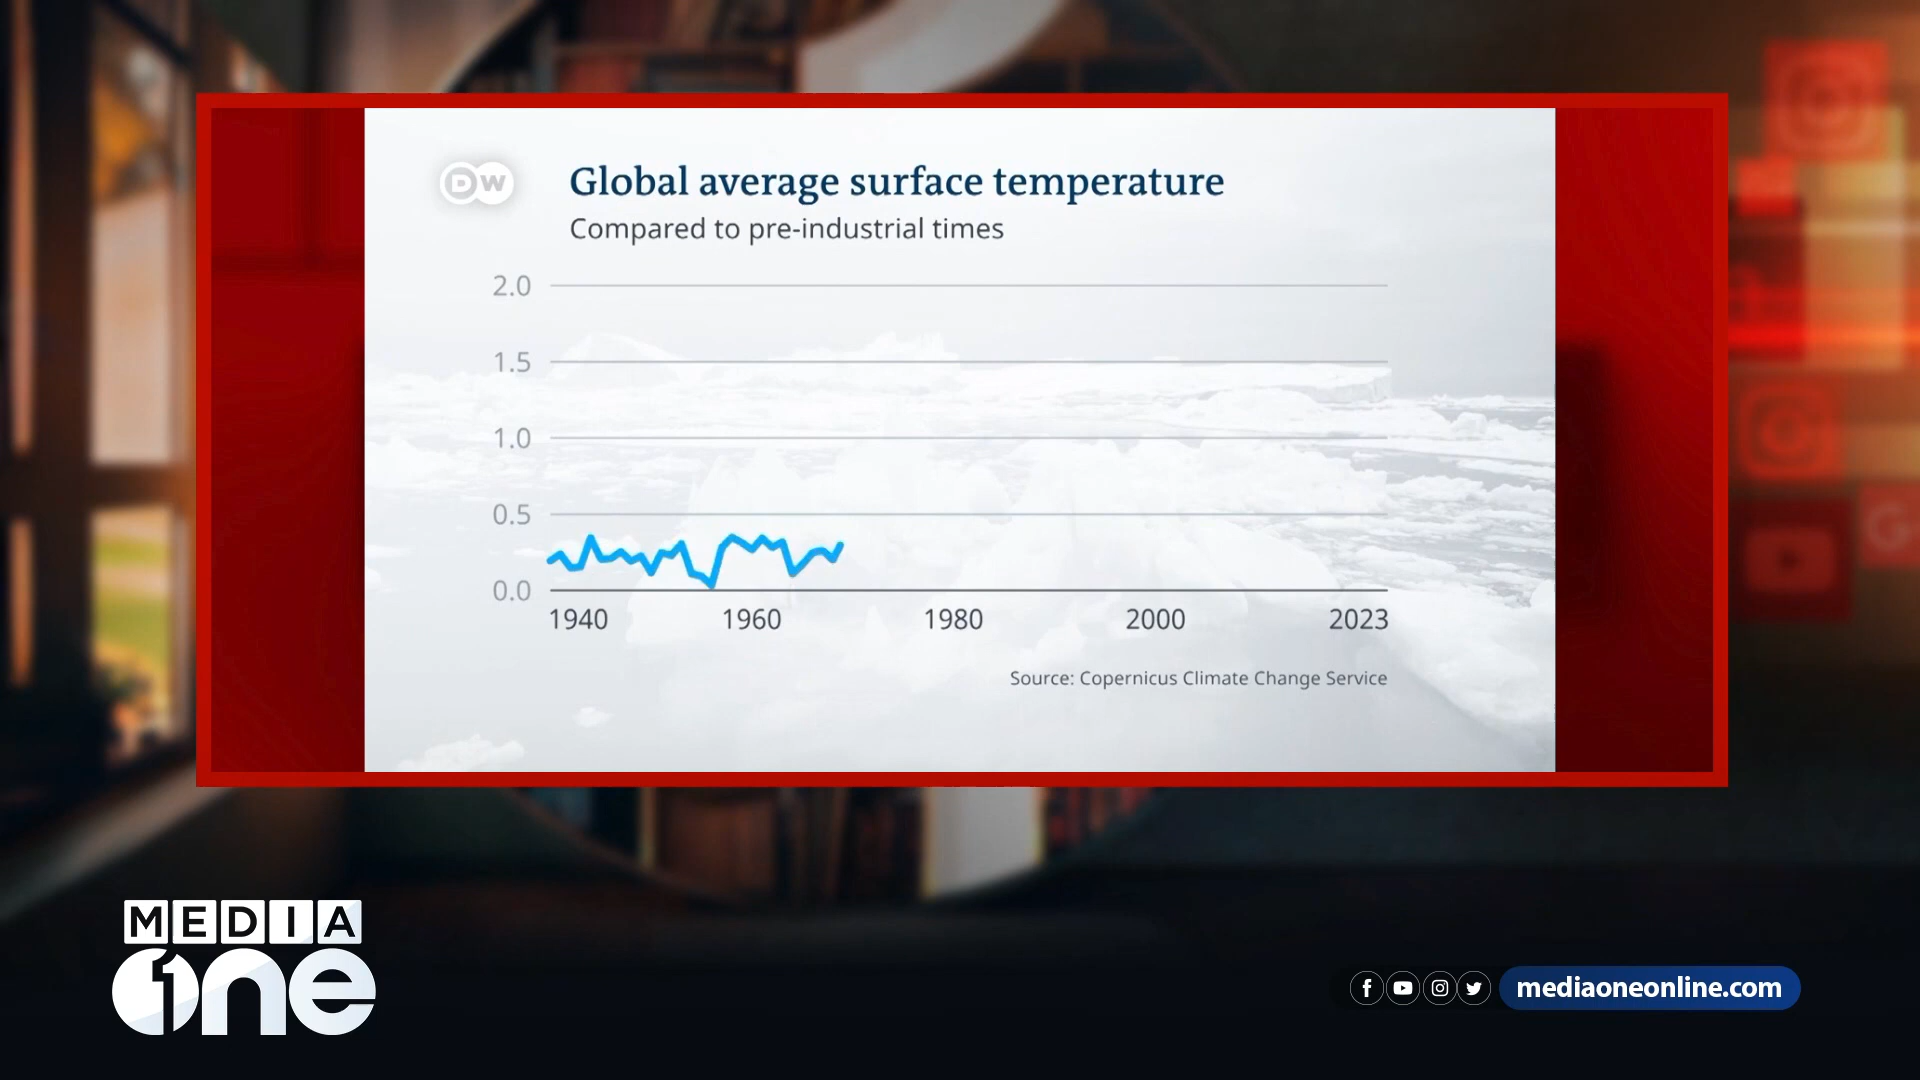 DW
Global average surface temperature
Compared to pre-industrial times
2.0
1.5
1.0
0.5
0.0
1940 1960 1980 2000 2023
Source: Copernicus Climate Change Service
MEDIA
one
mediaoneonline.com